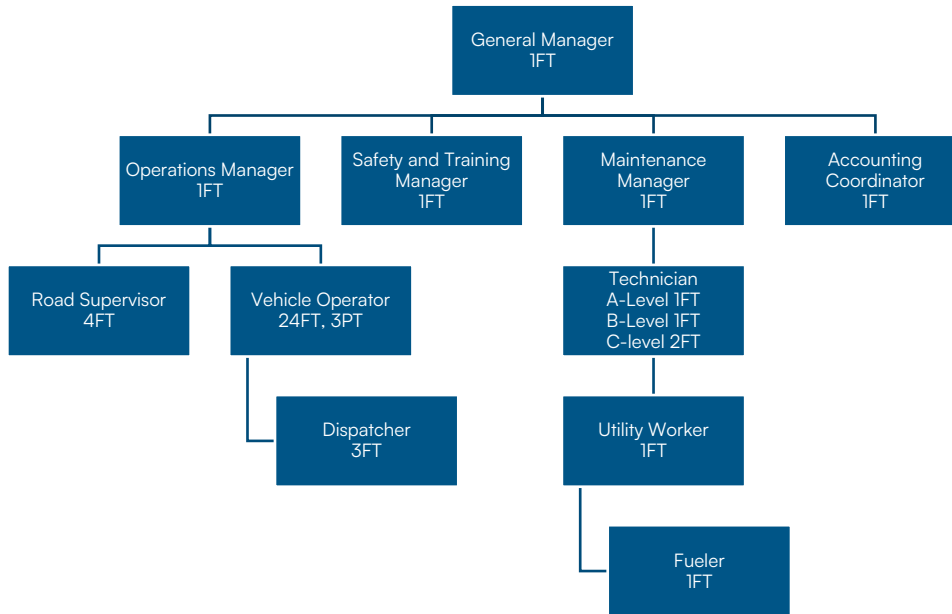 General Manager
1FT
Operations Manager
1FT
Safety and Training
Manager
1FT
Maintenance
Manager
1FT
Accounting
Coordinator
1FT
Road Supervisor
4FT
Vehicle Operator
24FT, 3PT
Technician
A-Level 1FT
B-Level 1FT
C-level 2FT
Dispatcher
3FT
Utility Worker
1FT
Fueler
1FT